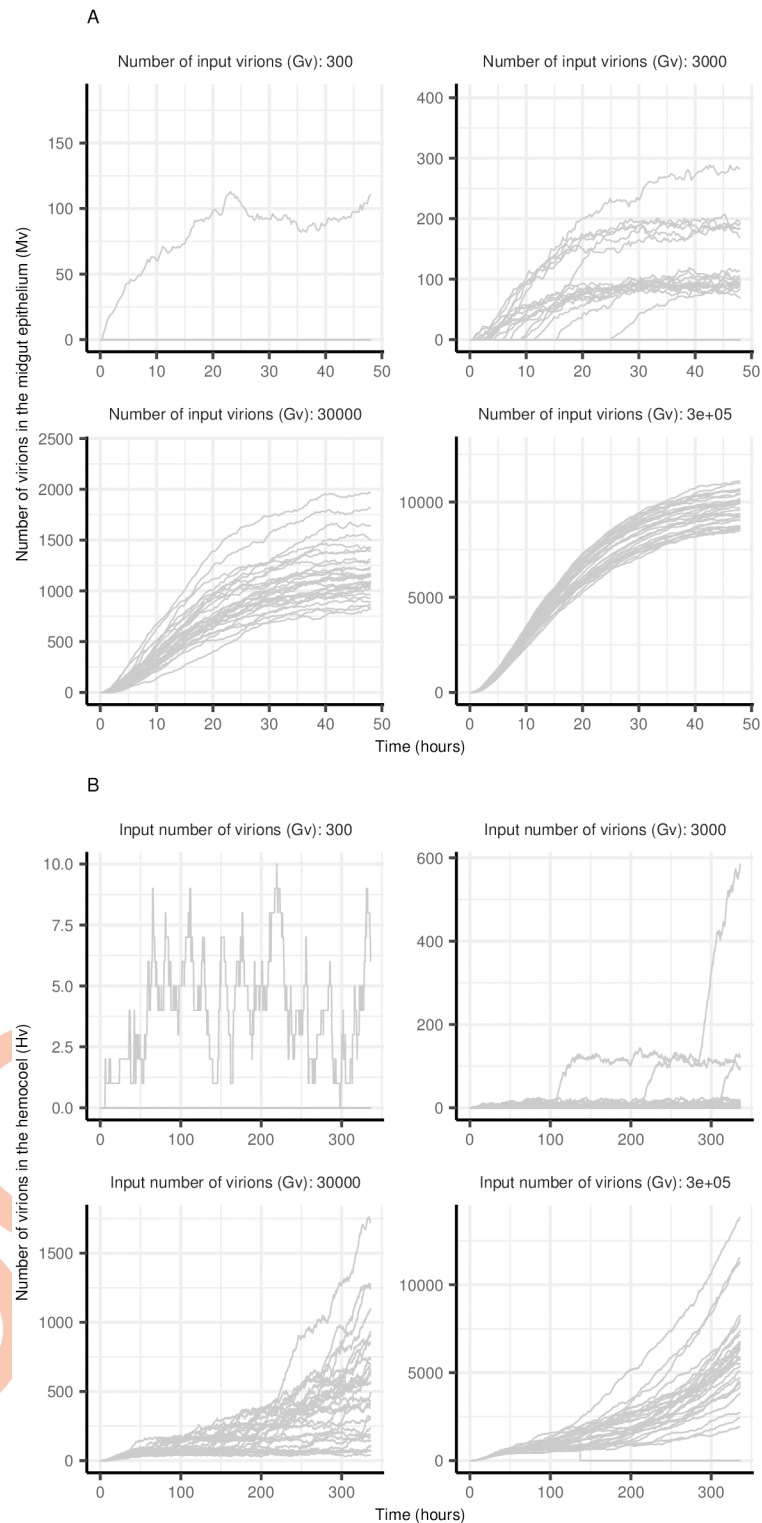 A
Number of input virions (Gv): 300
Number of input virions (Gv): 3000
Number of virions in the midgut epithelium (Mv)
150
100
50
0
0 10 20 30 40 50
400
300
200
100
0
0 10 20 30 40 50
Number of input virions (Gv): 30000
Number of input virions (Gv): 3e+05
2500
2000
1500
1000
500
0
0 10 20 30 40 50
10000
5000
0
0 10 20 30 40 50
Time (hours)
B
Input number of virions (Gv): 300
Input number of virions (Gv): 3000
Number of virions in the hemocoel (Hv)
10.0
7.5
5.0
2.5
0.0
0 100 200 300
600
400
200
0
0 100 200 300
Input number of virions (Gv): 30000
Input number of virions (Gv): 3e+05
1500
1000
500
0
0 100 200 300
10000
5000
0
0 100 200 300
Time (hours)